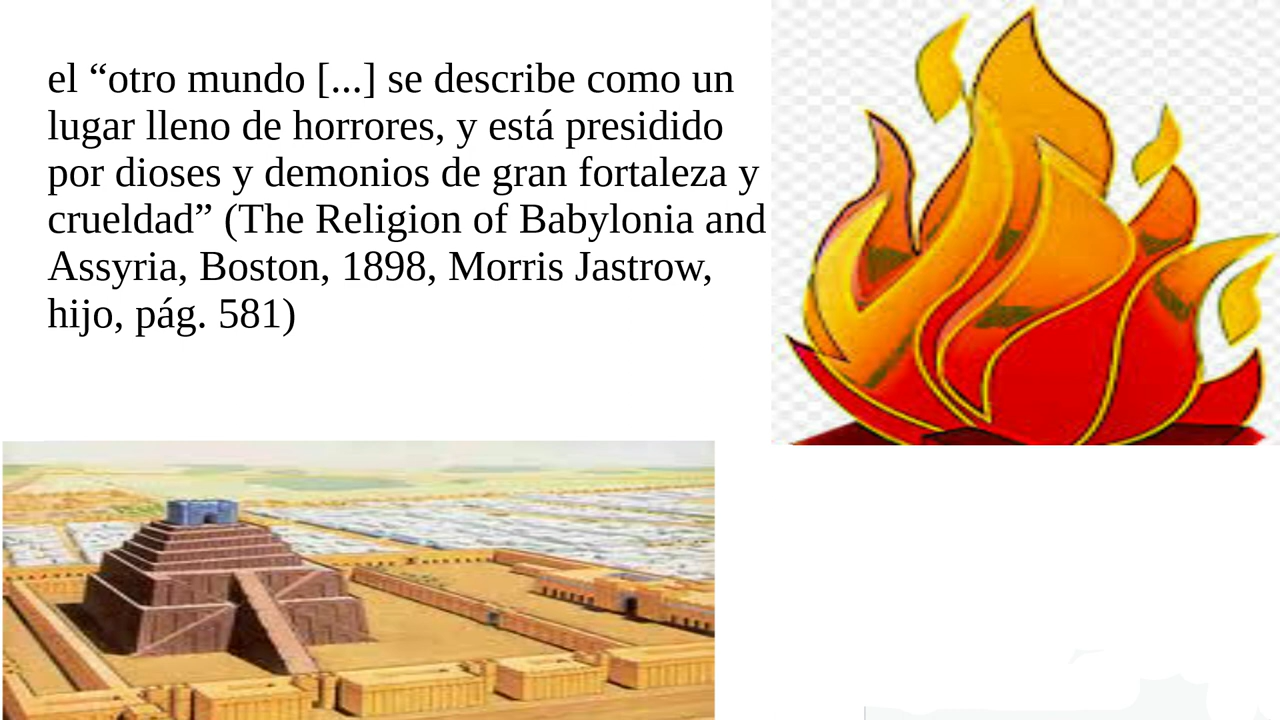 el “otro mundo [...] se describe como un
lugar lleno de horrores, y está presidido
por dioses y demonios de gran fortaleza y
crueldad” (The Religion of Babylonia and
Assyria, Boston, 1898, Morris Jastrow,
hijo, pág. 581)